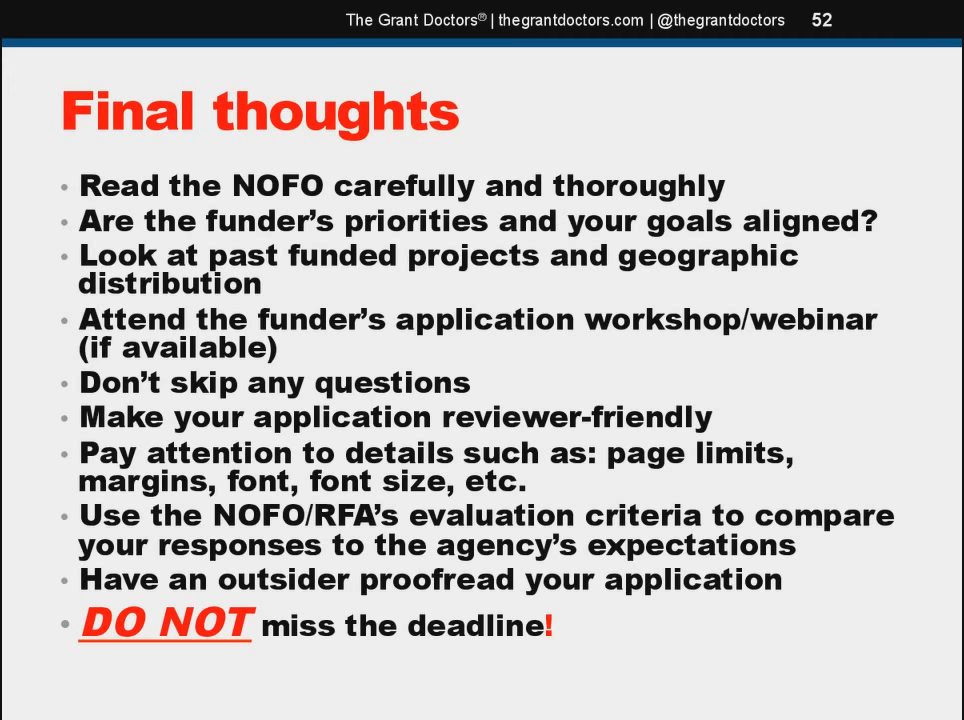 The Grant Doctors® | thegrantdoctors.com | @thegrantdoctors 52
Final thoughts
• Read the NOFO carefully and thoroughly
• Are the funder’s priorities and your goals aligned?
• Look at past funded projects and geographic
distribution
• Attend the funder’s application workshop/webinar
(if available)
• Don’t skip any questions
• Make your application reviewer-friendly
• Pay attention to details such as: page limits,
margins, font, font size, etc.
• Use the NOFO/RFA’s evaluation criteria to compare
your responses to the agency’s expectations
• Have an outsider proofread your application
• DO NOT miss the deadline!